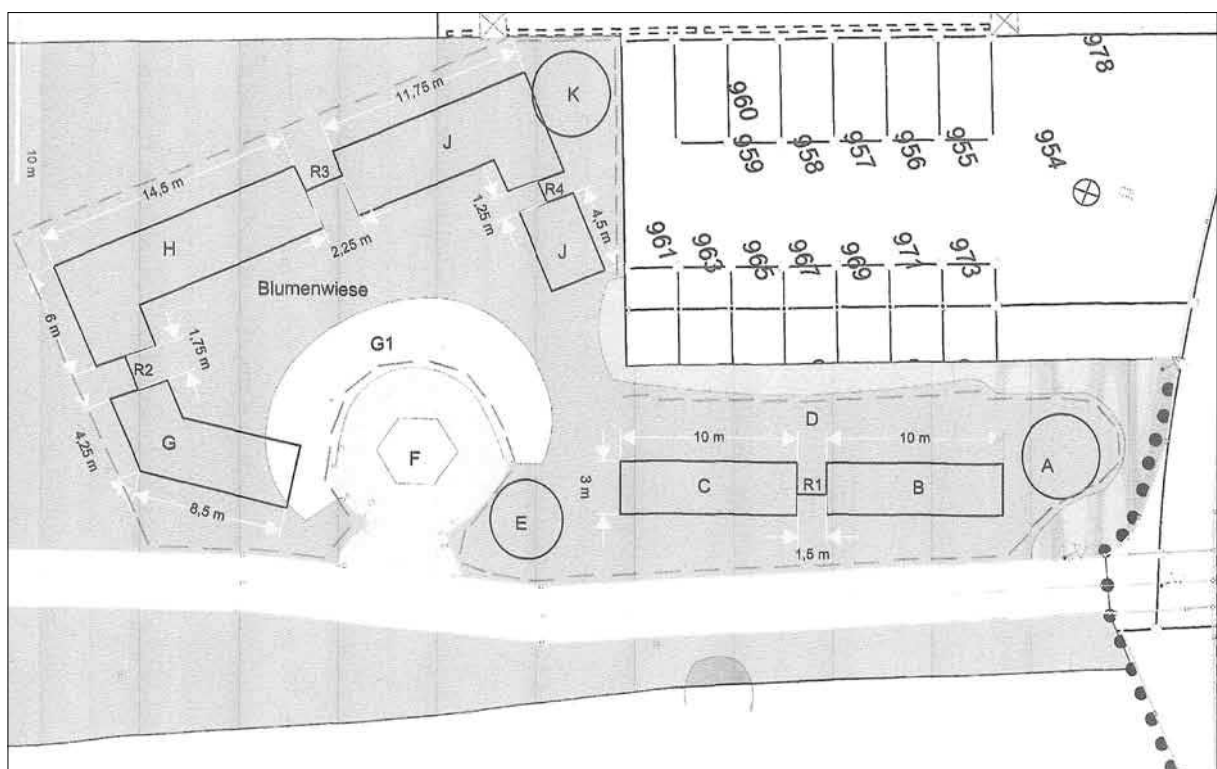 978
K
11,75 m
960
J
959
958
957
956
955
954
10 m
R3
14,5 m
R4
1,25 m
4,5 m
H
2,25 m
J
961
963
965
967
969
971
973
Blumenwiese
6 m
1,75 m
G1
R2
D
10 m
10 m
G
4,25 m
F
A
3 m
C
R1
B
8,5 m
E
1,5 m